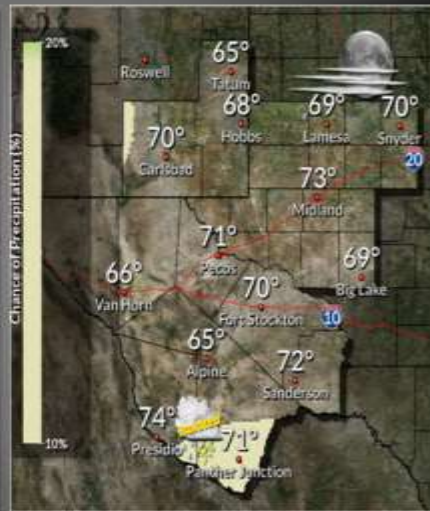 20%
Chance of Precipitation (%)
10%
Roswell
65°
Tatum
68°
Hobbs
69°
Lamesa
70°
Snyder
70°
Carlsbad
20
73°
Midland
71°
Pecos
69°
Big Lake
66°
Van Horn
70°
Fort Stockton
10
65°
Alpine
72°
Sanderson
74°
Presidio
71°
Panther Junction